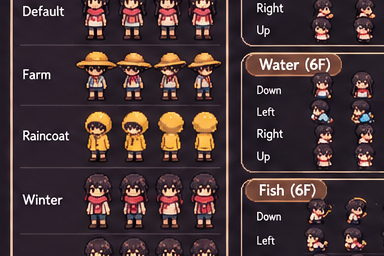 Default
Farm
Raincoat
Winter
Right
Up
Water (6F)
Down
Left
Right
Up
Fish (6F)
Down
Left